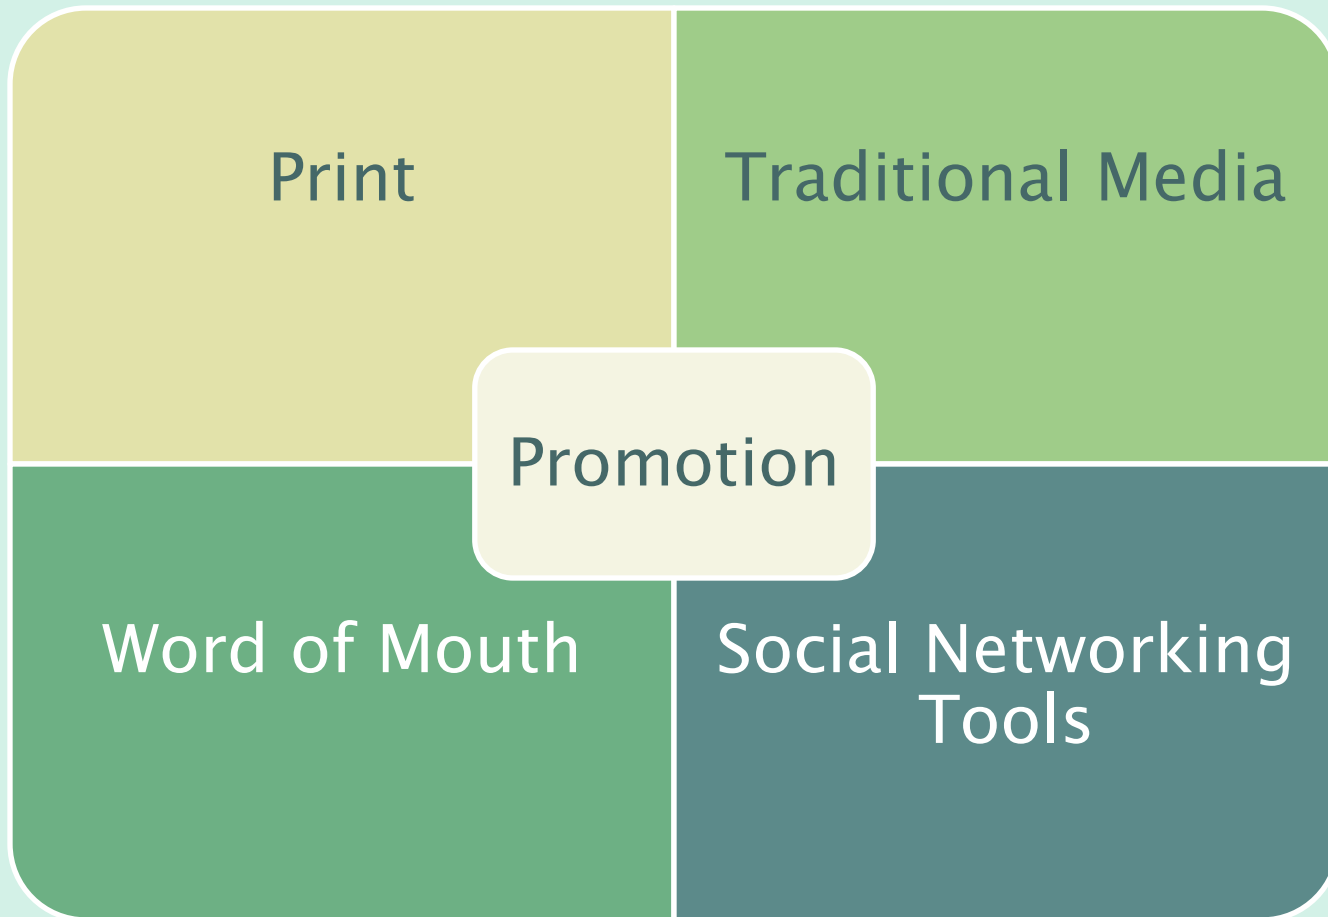 Print
Traditional Media
Promotion
Word of Mouth
Social Networking
Tools